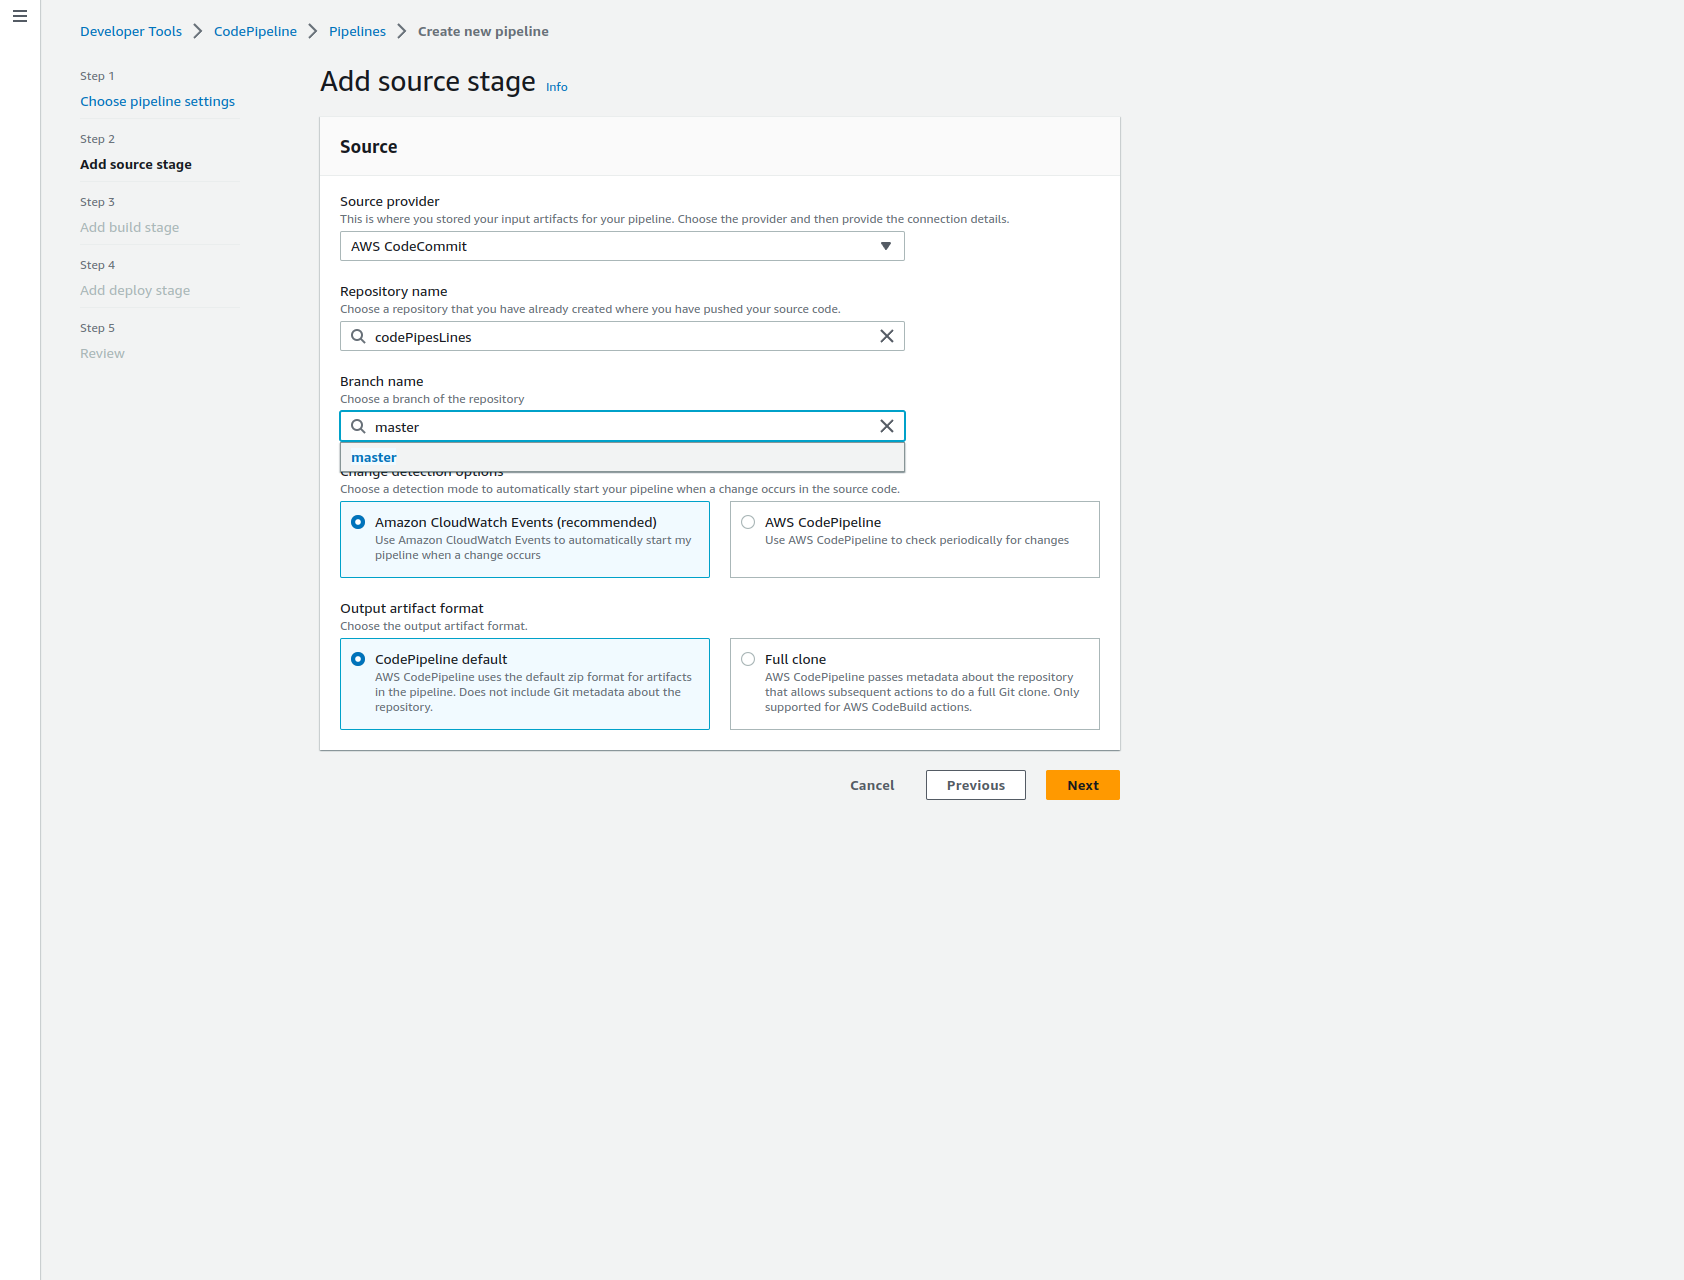 Developer Tools > CodePipeline > Pipelines > Create new pipeline
Step 1
Choose pipeline settings
Step 2
Add source stage
Step 3
Add build stage
Step 4
Add deploy stage
Step 5
Review
Add source stage Info
Source
Source provider
This is where you stored your input artifacts for your pipeline. Choose the provider and then provide the connection details.
AWS CodeCommit
Repository name
Choose a repository that you have already created where you have pushed your source code.
codePipesLines
Branch name
Choose a branch of the repository
master
master
Change detection options
Choose a detection mode to automatically start your pipeline when a change occurs in the source code.
Amazon CloudWatch Events (recommended)
Use Amazon CloudWatch Events to automatically start my
pipeline when a change occurs
AWS CodePipeline
Use AWS CodePipeline to check periodically for changes
Output artifact format
Choose the output artifact format.
CodePipeline default
AWS CodePipeline uses the default zip format for artifacts
in the pipeline. Does not include Git metadata about the
repository.
Full clone
AWS CodePipeline passes metadata about the repository
that allows subsequent actions to do a full Git clone. Only
supported for AWS CodeBuild actions.
Cancel
Previous
Next